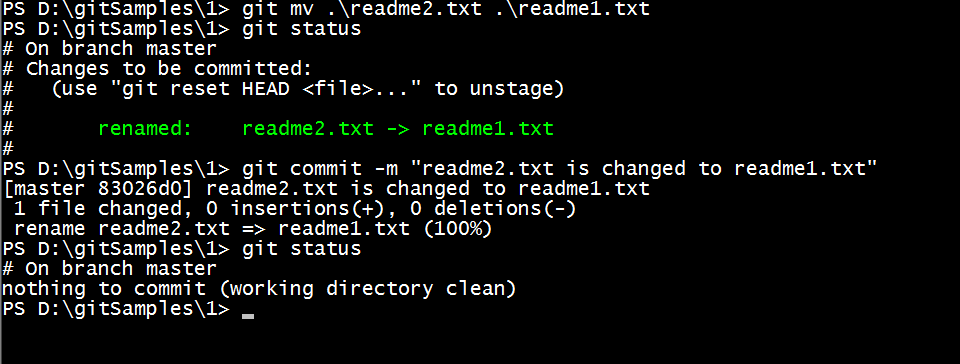 PS D:\gitSamples\1> git mv .\readme2.txt .\readme1.txt
PS D:\gitSamples\1> git status
# On branch master
# Changes to be committed:
#   (use "git reset HEAD <file>..." to unstage)
#
#       renamed:    readme2.txt -> readme1.txt
#
PS D:\gitSamples\1> git commit -m "readme2.txt is changed to readme1.txt"
[master 83026d0] readme2.txt is changed to readme1.txt
 1 file changed, 0 insertions(+), 0 deletions(-)
 rename readme2.txt => readme1.txt (100%)
PS D:\gitSamples\1> git status
# On branch master
nothing to commit (working directory clean)
PS D:\gitSamples\1> _